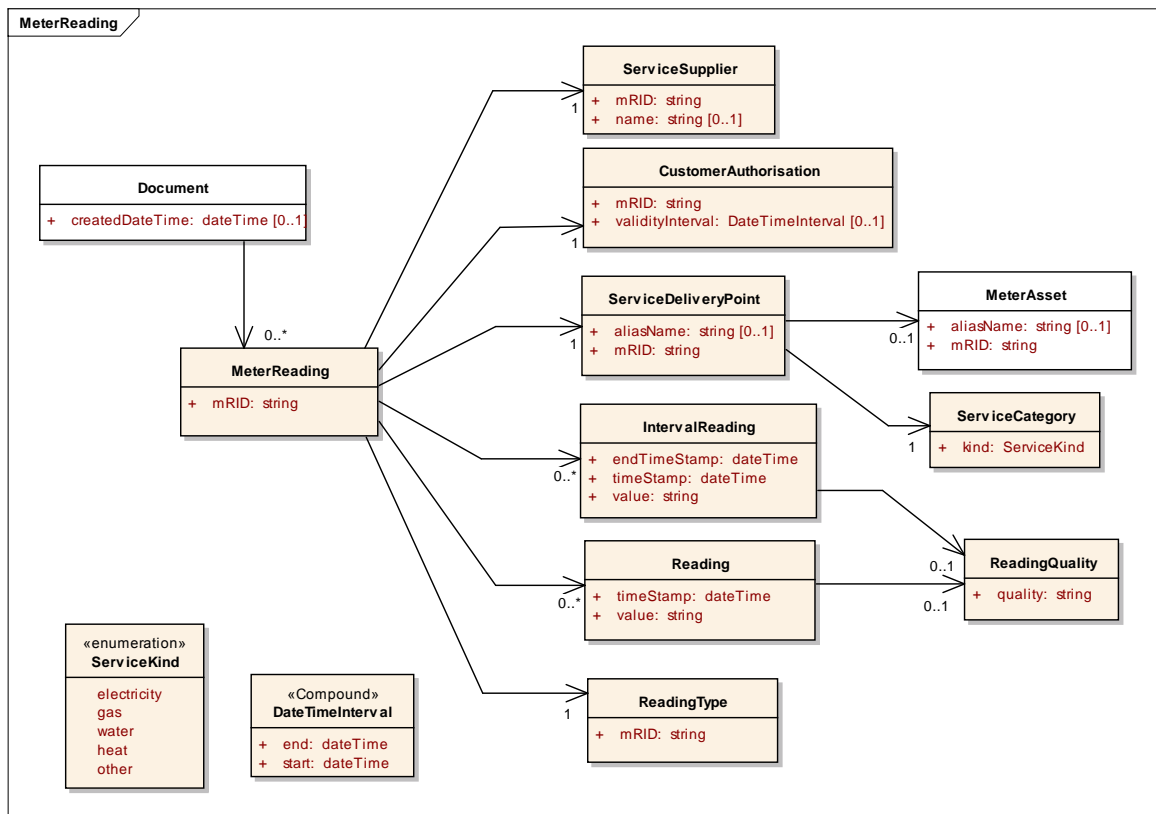 MeterReading
ServiceSupplier
+ mRID: string
+ name: string [0..1]
1
CustomerAuthorisation
+ mRID: string
+ validityInterval: DateTimeInterval [0..1]
1
Document
+ createdDateTime: dateTime [0..1]
0..*
ServiceDeliveryPoint
+ aliasName: string [0..1]
+ mRID: string
1
MeterAsset
+ aliasName: string [0..1]
+ mRID: string
0..1
MeterReading
+ mRID: string
ServiceCategory
+ kind: ServiceKind
1
IntervalReading
+ endTimeStamp: dateTime
+ timeStamp: dateTime
+ value: string
0..*
Reading
+ timeStamp: dateTime
+ value: string
0..*
ReadingQuality
+ quality: string
0..1
0..1
«enumeration»
ServiceKind
electricity
gas
water
heat
other
«Compound»
DateTimeInterval
+ end: dateTime
+ start: dateTime
ReadingType
+ mRID: string
1